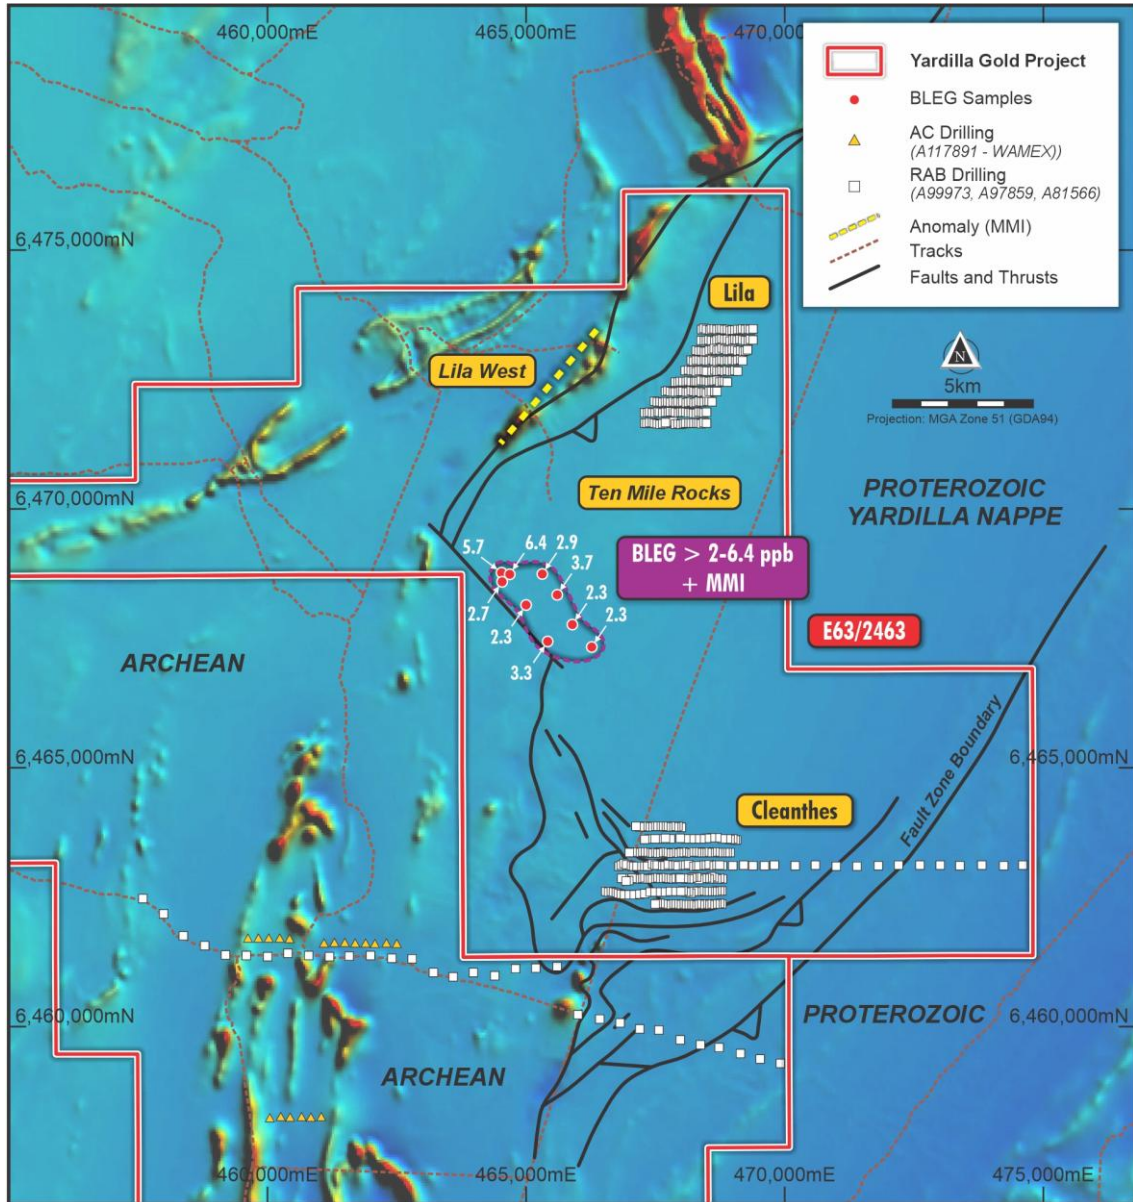 460,000mE
465,000mE
470,000mE
Yardilla Gold Project
BLEG Samples
AC Drilling
(A117891 - WAMEX))
RAB Drilling
(A99973, A97859, A81566)
Anomaly (MMI)
Tracks
Faults and Thrusts
6,475,000mN
Lila
N
5km
Projection: MGA Zone 51 (GDA94)
Lila West
6,470,000mN
Ten Mile Rocks
PROTEROZOIC
YARDILLA NAPPE
5.7
6.4
2.9
3.7
BLEG > 2-6.4 ppb
+ MMI
2.7
2.3
2.3
2.3
3.3
E63/2463
ARCHEAN
6,465,000mN
6,465,000mN
Fault Zone Boundary
Cleanthes
6,460,000mN
PROTEROZOIC
6,460,000mN
ARCHEAN
460,000mE
465,000mE
470,000mE
475,000mE